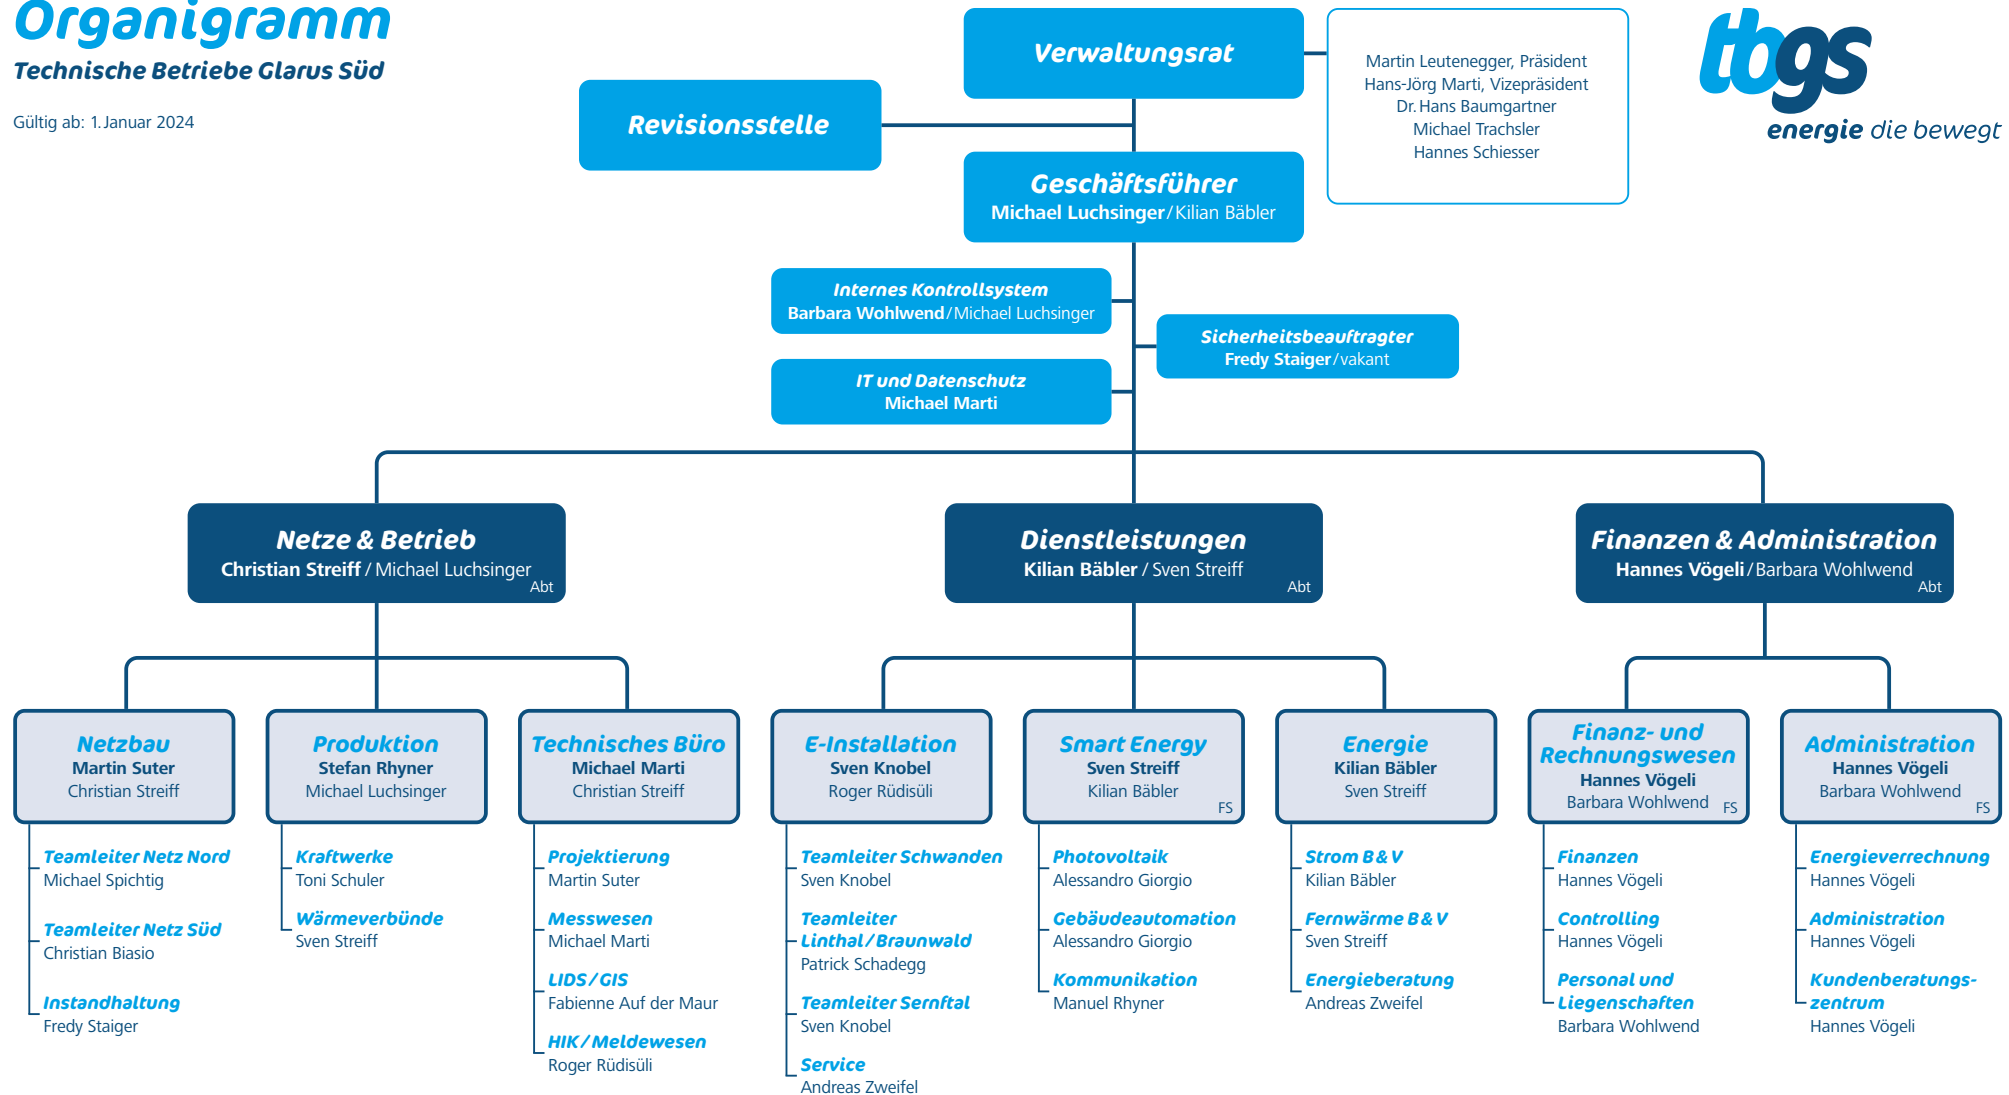 Organigramm
Technische Betriebe Glarus Süd
Gültig ab: 1. Januar 2024
Verwaltungsrat
Martin Leutenegger, Präsident
Hans-Jörg Marti, Vizepräsident
Dr. Hans Baumgartner
Michael Trachsler
Hannes Schiesser
tbgs
energie die bewegt
Revisionsstelle
Geschäftsführer
Michael Luchsinger/Kilian Bäbler
Internes Kontrollsystem
Barbara Wohlwend/Michael Luchsinger
Sicherheitsbeauftragter
Fredy Staiger/vakant
IT und Datenschutz
Michael Marti
Netze & Betrieb
Christian Streiff / Michael Luchsinger
Abt
Dienstleistungen
Kilian Bäbler / Sven Streiff
Abt
Finanzen & Administration
Hannes Vögeli/Barbara Wohlwend
Abt
Netzbau
Martin Suter
Christian Streiff
Teamleiter Netz Nord
Michael Spichtig
Teamleiter Netz Süd
Christian Biasio
Instandhaltung
Fredy Staiger
Produktion
Stefan Rhyner
Michael Luchsinger
Kraftwerke
Toni Schuler
Wärmeverbünde
Sven Streiff
Technisches Büro
Michael Marti
Christian Streiff
Projektierung
Martin Suter
Messwesen
Michael Marti
LIDS/GIS
Fabienne Auf der Maur
HIK/Meldewesen
Roger Rüdisüli
E-Installation
Sven Knobel
Roger Rüdisüli
Teamleiter Schwanden
Sven Knobel
Teamleiter
Linthal/Braunwald
Patrick Schadegg
Teamleiter Sernftal
Sven Knobel
Service
Andreas Zweifel
Smart Energy
Sven Streiff
Kilian Bäbler
FS
Photovoltaik
Alessandro Giorgio
Gebäudeautomation
Alessandro Giorgio
Kommunikation
Manuel Rhyner
Energie
Kilian Bäbler
Sven Streiff
Strom B&V
Kilian Bäbler
Fernwärme B&V
Sven Streiff
Energieberatung
Andreas Zweifel
Finanz- und
Rechnungswesen
Hannes Vögeli
Barbara Wohlwend
FS
Finanzen
Hannes Vögeli
Controlling
Hannes Vögeli
Personal und
Liegenschaften
Barbara Wohlwend
Administration
Hannes Vögeli
Barbara Wohlwend
FS
Energieverrechnung
Hannes Vögeli
Administration
Hannes Vögeli
Kundenberatungs-
zentrum
Hannes Vögeli